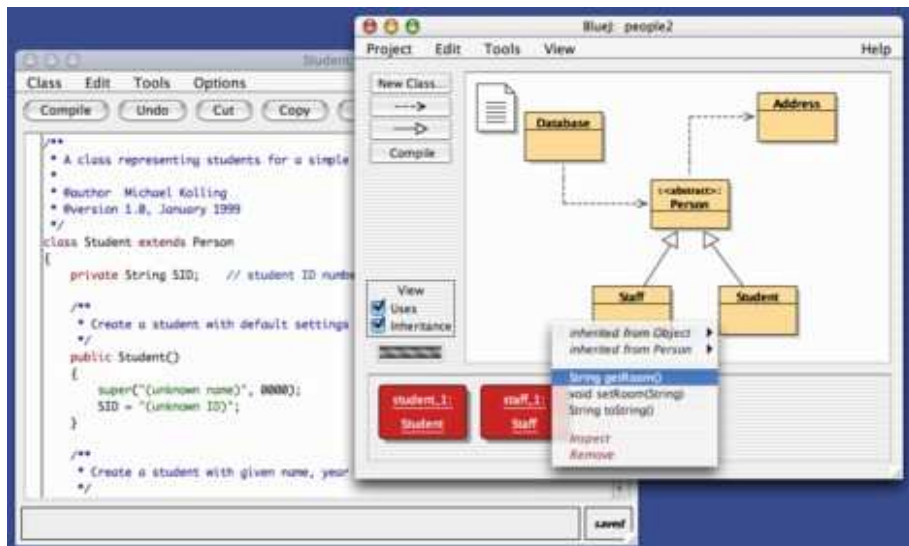 BlueJ: people2
Project Edit Tools View Help
New Class...
Compile
View
Uses
Inheritance
Database
Address
<<abstract>>
Person
Staff
Student
inherited from Object
inherited from Person
String getRoom()
void setRoom(String)
String toString()
Inspect
Remove
student_1:
Student
staff_1:
Staff
Student
Class Edit Tools Options
Compile Undo Cut Copy
/**
* A class representing students for a simple
*
* @author Michael Kolling
* @version 1.0, January 1999
*/
class Student extends Person
{
private String SID; // student ID numbe
/**
* Create a student with default settings
*/
public Student()
{
super("(unknown name)", 0000);
SID = "(unknown ID)";
}
/**
* Create a student with given name, year
*/
saved